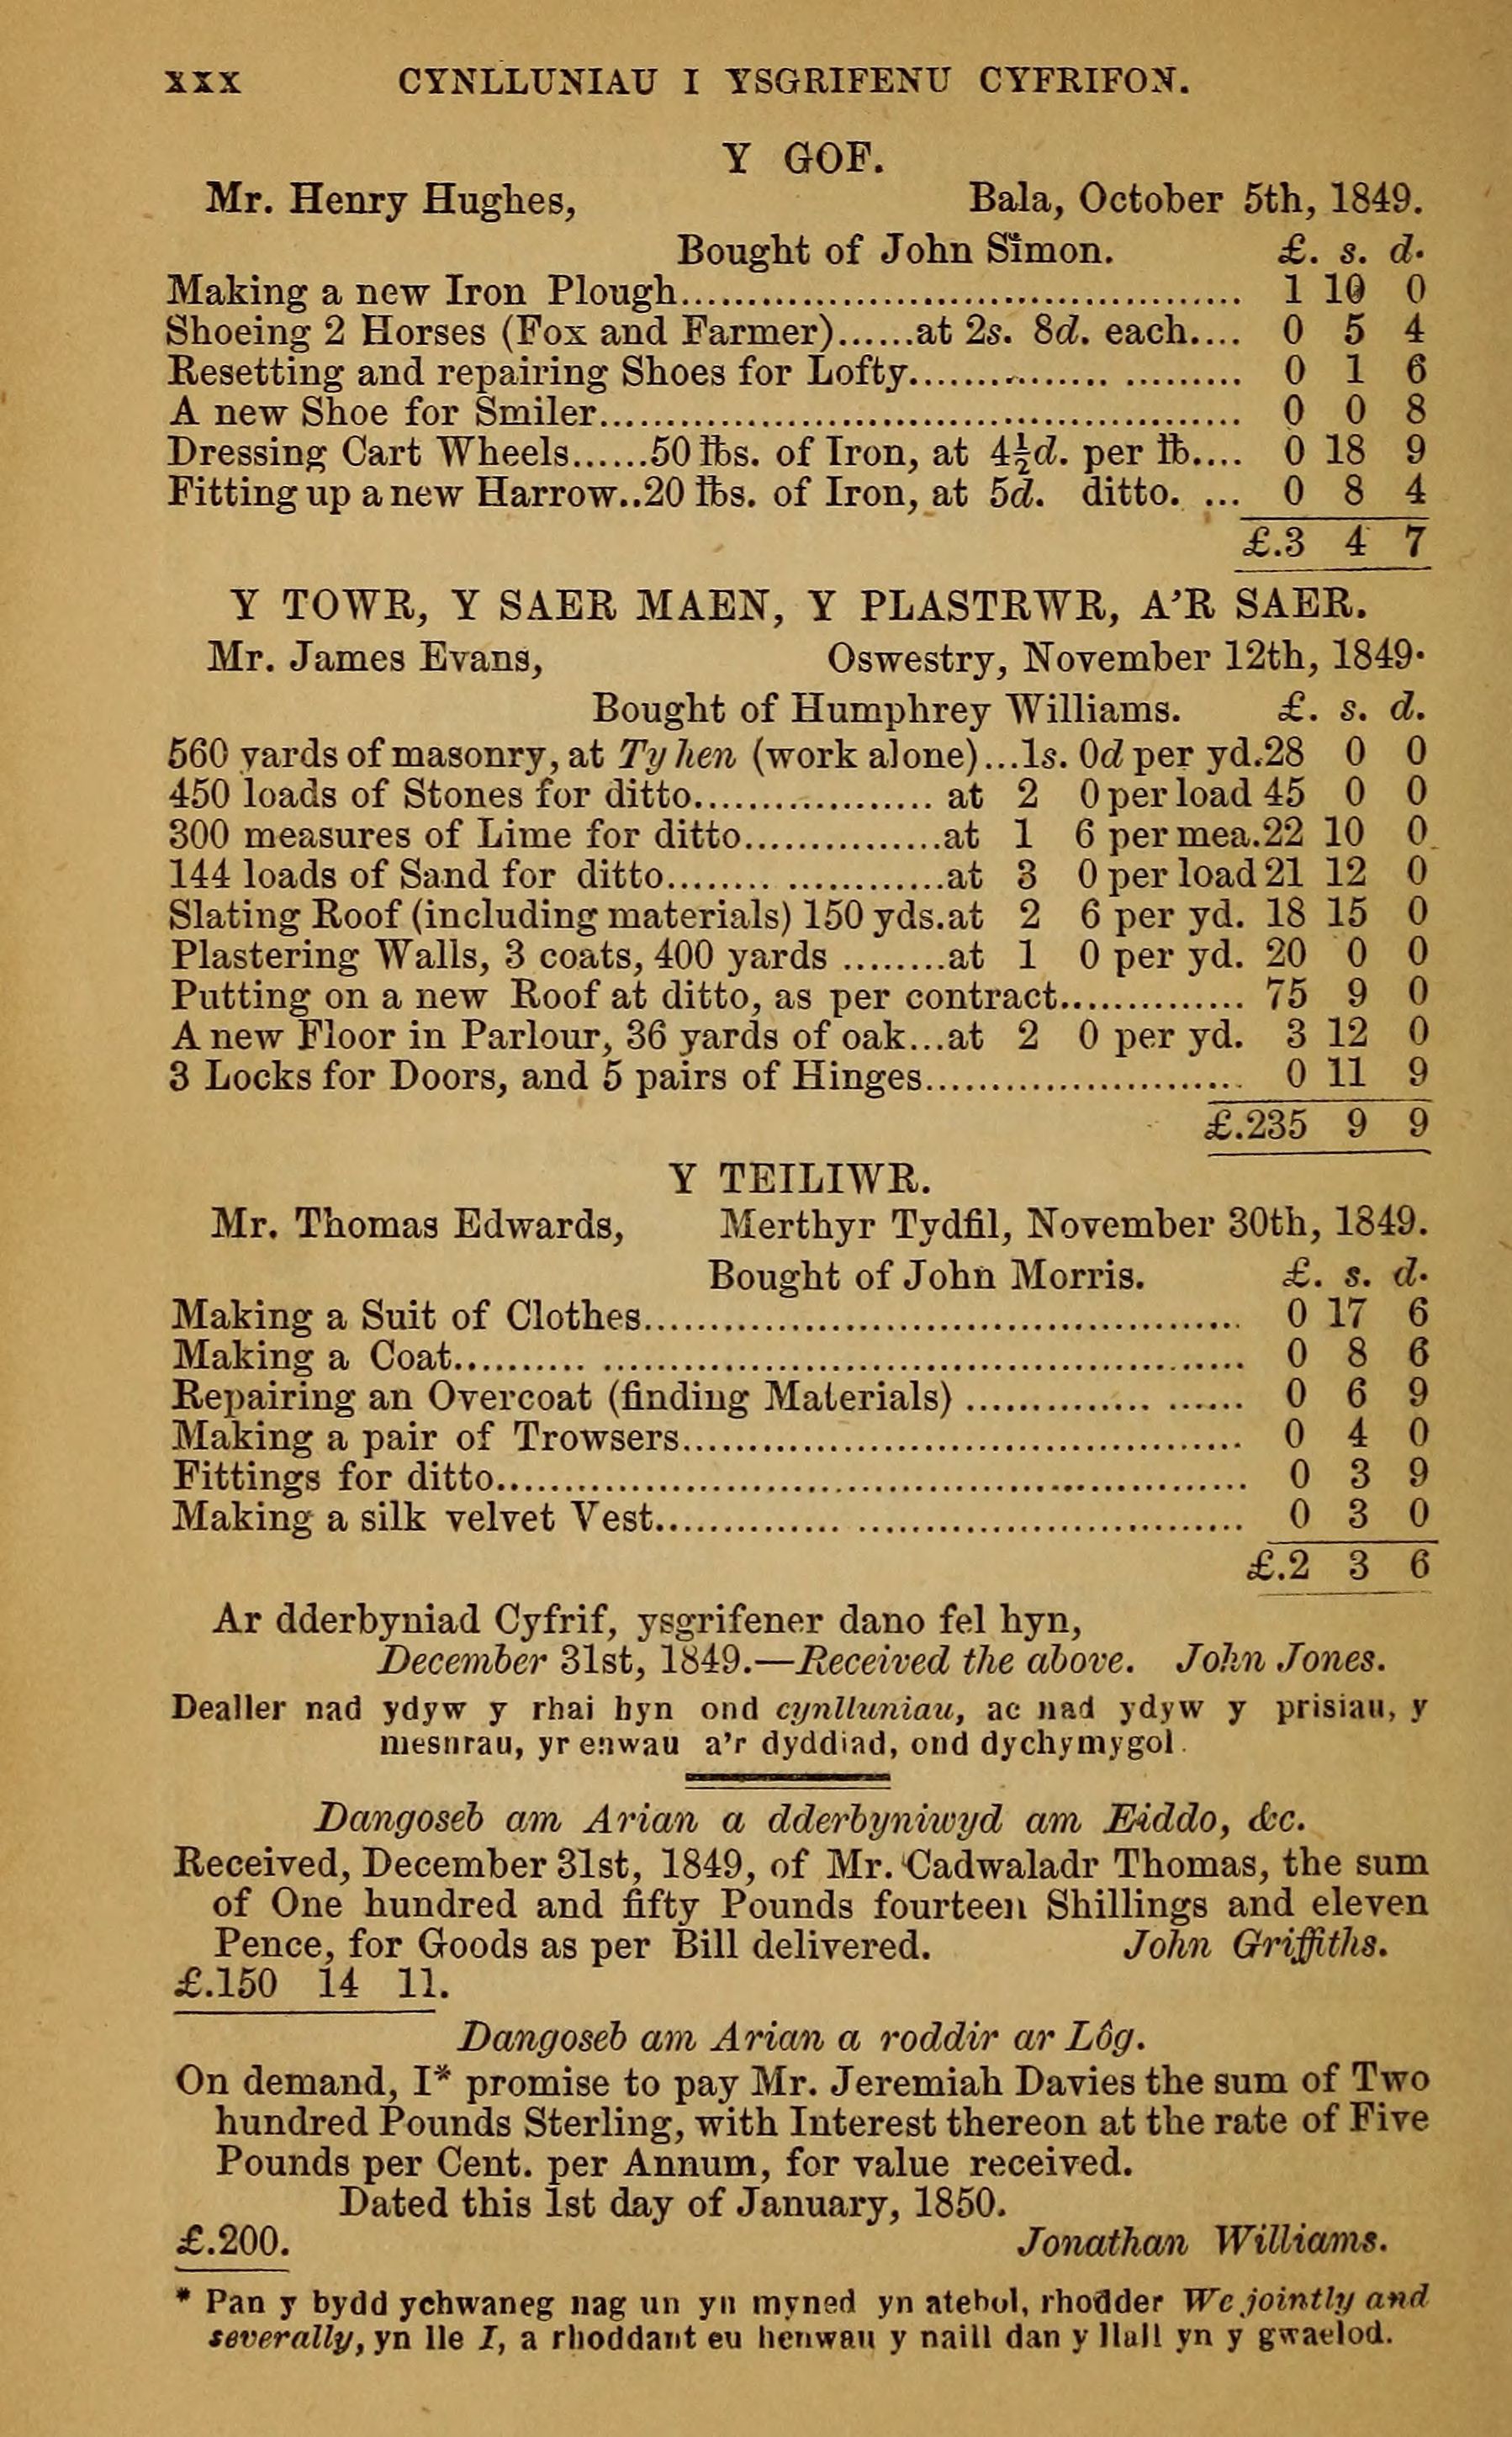 xxx CYNLLUNIAU I YSGRIFENU CYFRIFON.
Y GOF.
Mr. Henry Hughes, Bala, October 5th, 1849.
Bought of John Simon. £. s. d.
Making a new Iron Plough.......................................... 1 10 0
Shoeing 2 Horses (Fox and Farmer)......at 2s. 8d. each.... 0 5 4
Resetting and repairing Shoes for Lofty......................... 0 1 6
A new Shoe for Smiler................................................ 0 0 8
Dressing Cart Wheels......50 ℔s. of Iron, at 4½d. per ℔.... 0 18 9
Fitting up a new Harrow..20 ℔s. of Iron, at 5d. ditto. ... 0 8 4
£.3 4 7
Y TOWR, Y SAER MAEN, Y PLASTRWR, A'R SAER.
Mr. James Evans, Oswestry, November 12th, 1849.
Bought of Humphrey Williams. £. s. d.
560 yards of masonry, at Ty hen (work alone)...1s. 0d per yd.28 0 0
450 loads of Stones for ditto.................. at 2 0 per load 45 0 0
300 measures of Lime for ditto...............at 1 6 per mea.22 10 0
144 loads of Sand for ditto.....................at 3 0 per load 21 12 0
Slating Roof (including materials) 150 yds.at 2 6 per yd. 18 15 0
Plastering Walls, 3 coats, 400 yards ........at 1 0 per yd. 20 0 0
Putting on a new Roof at ditto, as per contract.............. 75 9 0
A new Floor in Parlour, 36 yards of oak...at 2 0 per yd. 3 12 0
3 Locks for Doors, and 5 pairs of Hinges........................ 0 11 9
£.235 9 9
Y TEILIWR.
Mr. Thomas Edwards, Merthyr Tydfil, November 30th, 1849.
Bought of John Morris. £. s. d.
Making a Suit of Clothes............................................. 0 17 6
Making a Coat........................................................... 0 8 6
Repairing an Overcoat (finding Materials) .................... 0 6 9
Making a pair of Trowsers.......................................... 0 4 0
Fittings for ditto........................................................ 0 3 9
Making a silk velvet Vest........................................... 0 3 0
£.2 3 6
Ar dderbyniad Cyfrif, ysgrifener dano fel hyn,
December 31st, 1849.—Received the above. John Jones.
Dealler nad ydyw y rhai hyn ond cynlluniau, ac nad ydyw y prisiau, y
mesurau, yr enwau a'r dyddiad, ond dychymygol.
Dangoseb am Arian a dderbyniwyd am Eiddo, &c.
Received, December 31st, 1849, of Mr. Cadwaladr Thomas, the sum
of One hundred and fifty Pounds fourteen Shillings and eleven
Pence, for Goods as per Bill delivered. John Griffiths.
£.150 14 11.
Dangoseb am Arian a roddir ar Lôg.
On demand, I* promise to pay Mr. Jeremiah Davies the sum of Two
hundred Pounds Sterling, with Interest thereon at the rate of Five
Pounds per Cent. per Annum, for value received.
Dated this 1st day of January, 1850.
£.200. Jonathan Williams.
* Pan y bydd ychwaneg nag un yn myned yn atebol, rhodder We jointly and
severally, yn lle I, a rhoddant eu henwau y naill dan y llall yn y gwaelod.